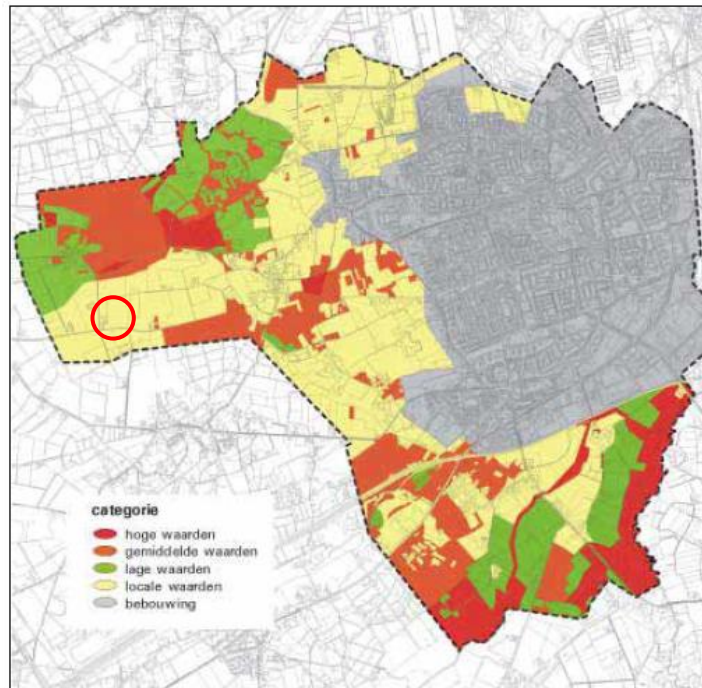 categorie
hoge waarden
gemiddelde waarden
lage waarden
locale waarden
bebouwing